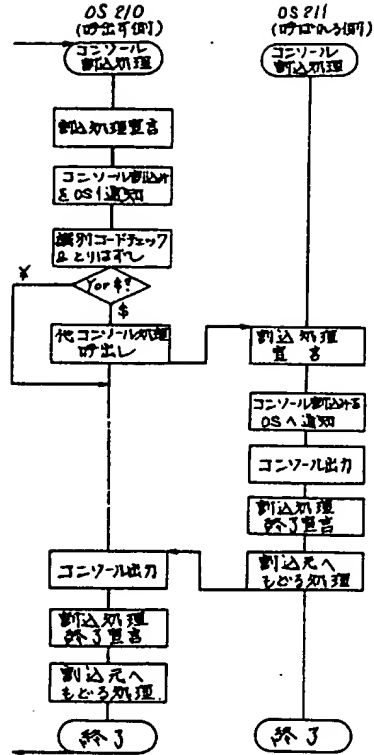 OS 210
(呼出す側)
コンソール
割込処理
割込処理宣言
コンソール割込み
をOSに通知
識別コードチェック
&とりはずし
¥or$?
¥
$
他コンソール処理
呼出し
コンソール出力
割込処理
終了宣言
割込元へ
もどる処理
終了
OS 211
(呼ばれる側)
コンソール
割込処理
割込処理
宣言
コンソール割込みを
OSへ通知
コンソール出力
割込処理
終了宣言
割込元へ
もどる処理
終了